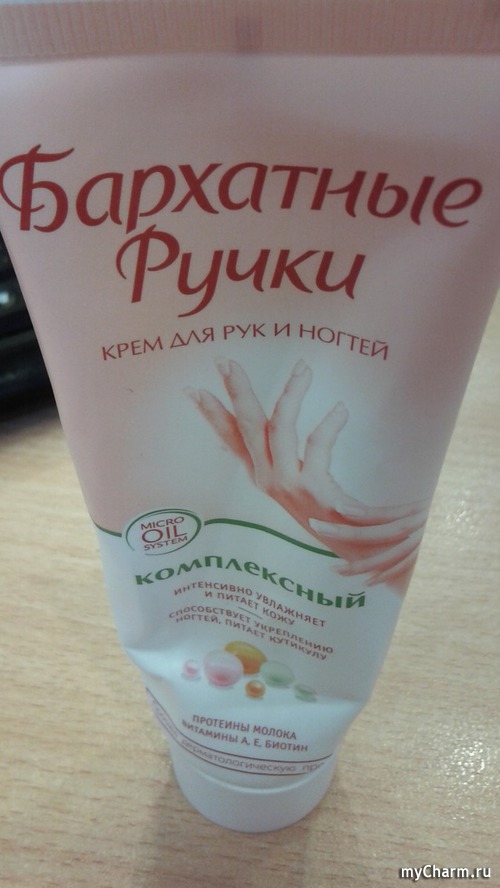 Бархатные
Ручки
КРЕМ ДЛЯ РУК И НОГТЕЙ
MICRO
OIL
SYSTEM
КОМПЛЕКСНЫЙ
ИНТЕНСИВНО УВЛАЖНЯЕТ
И ПИТАЕТ КОЖУ
СПОСОБСТВУЕТ УКРЕПЛЕНИЮ
НОГТЕЙ, ПИТАЕТ КУТИКУЛУ
ПРОТЕИНЫ МОЛОКА
ВИТАМИНЫ А, Е, БИОТИН
дерматологическую
myCharm.ru